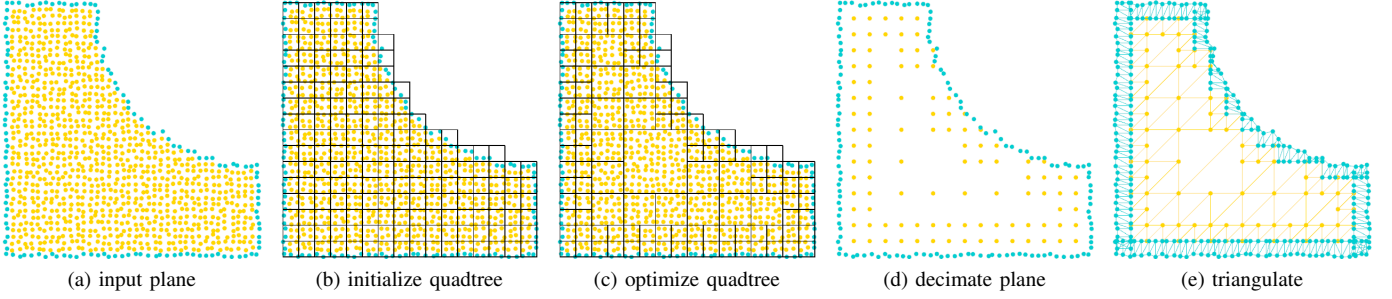 (a) input plane
(b) initialize quadtree
(c) optimize quadtree
(d) decimate plane
(e) triangulate